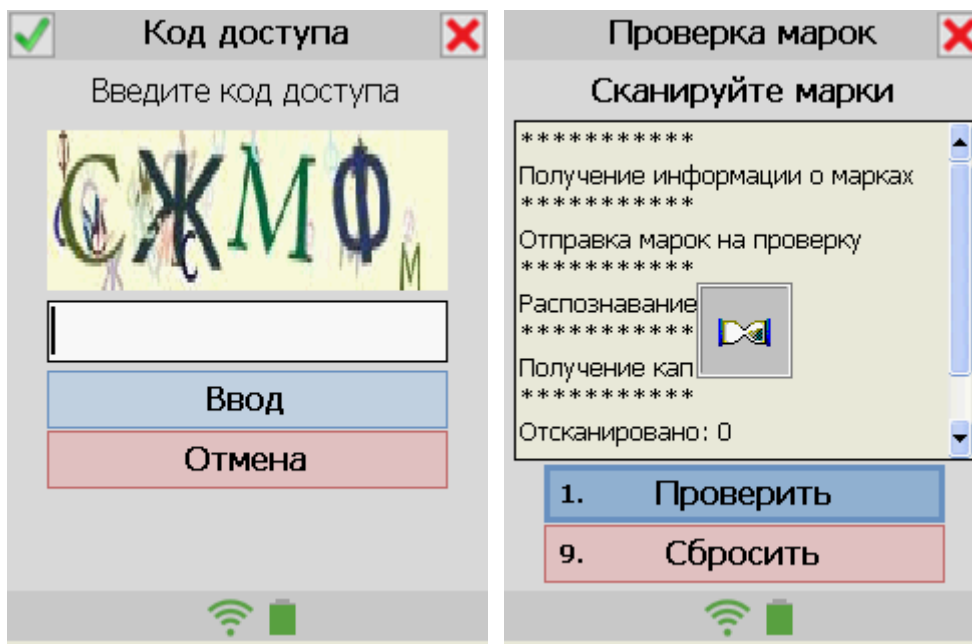 Код доступа
Введите код доступа
СЖМФ
С
М
Ввод
Отмена
Проверка марок
Сканируйте марки
***********
Получение информации о марках
***********
Отправка марок на проверку
***********
Распознавание
***********
Получение кап
***********
Отсканировано: 0
1. Проверить
9. Сбросить